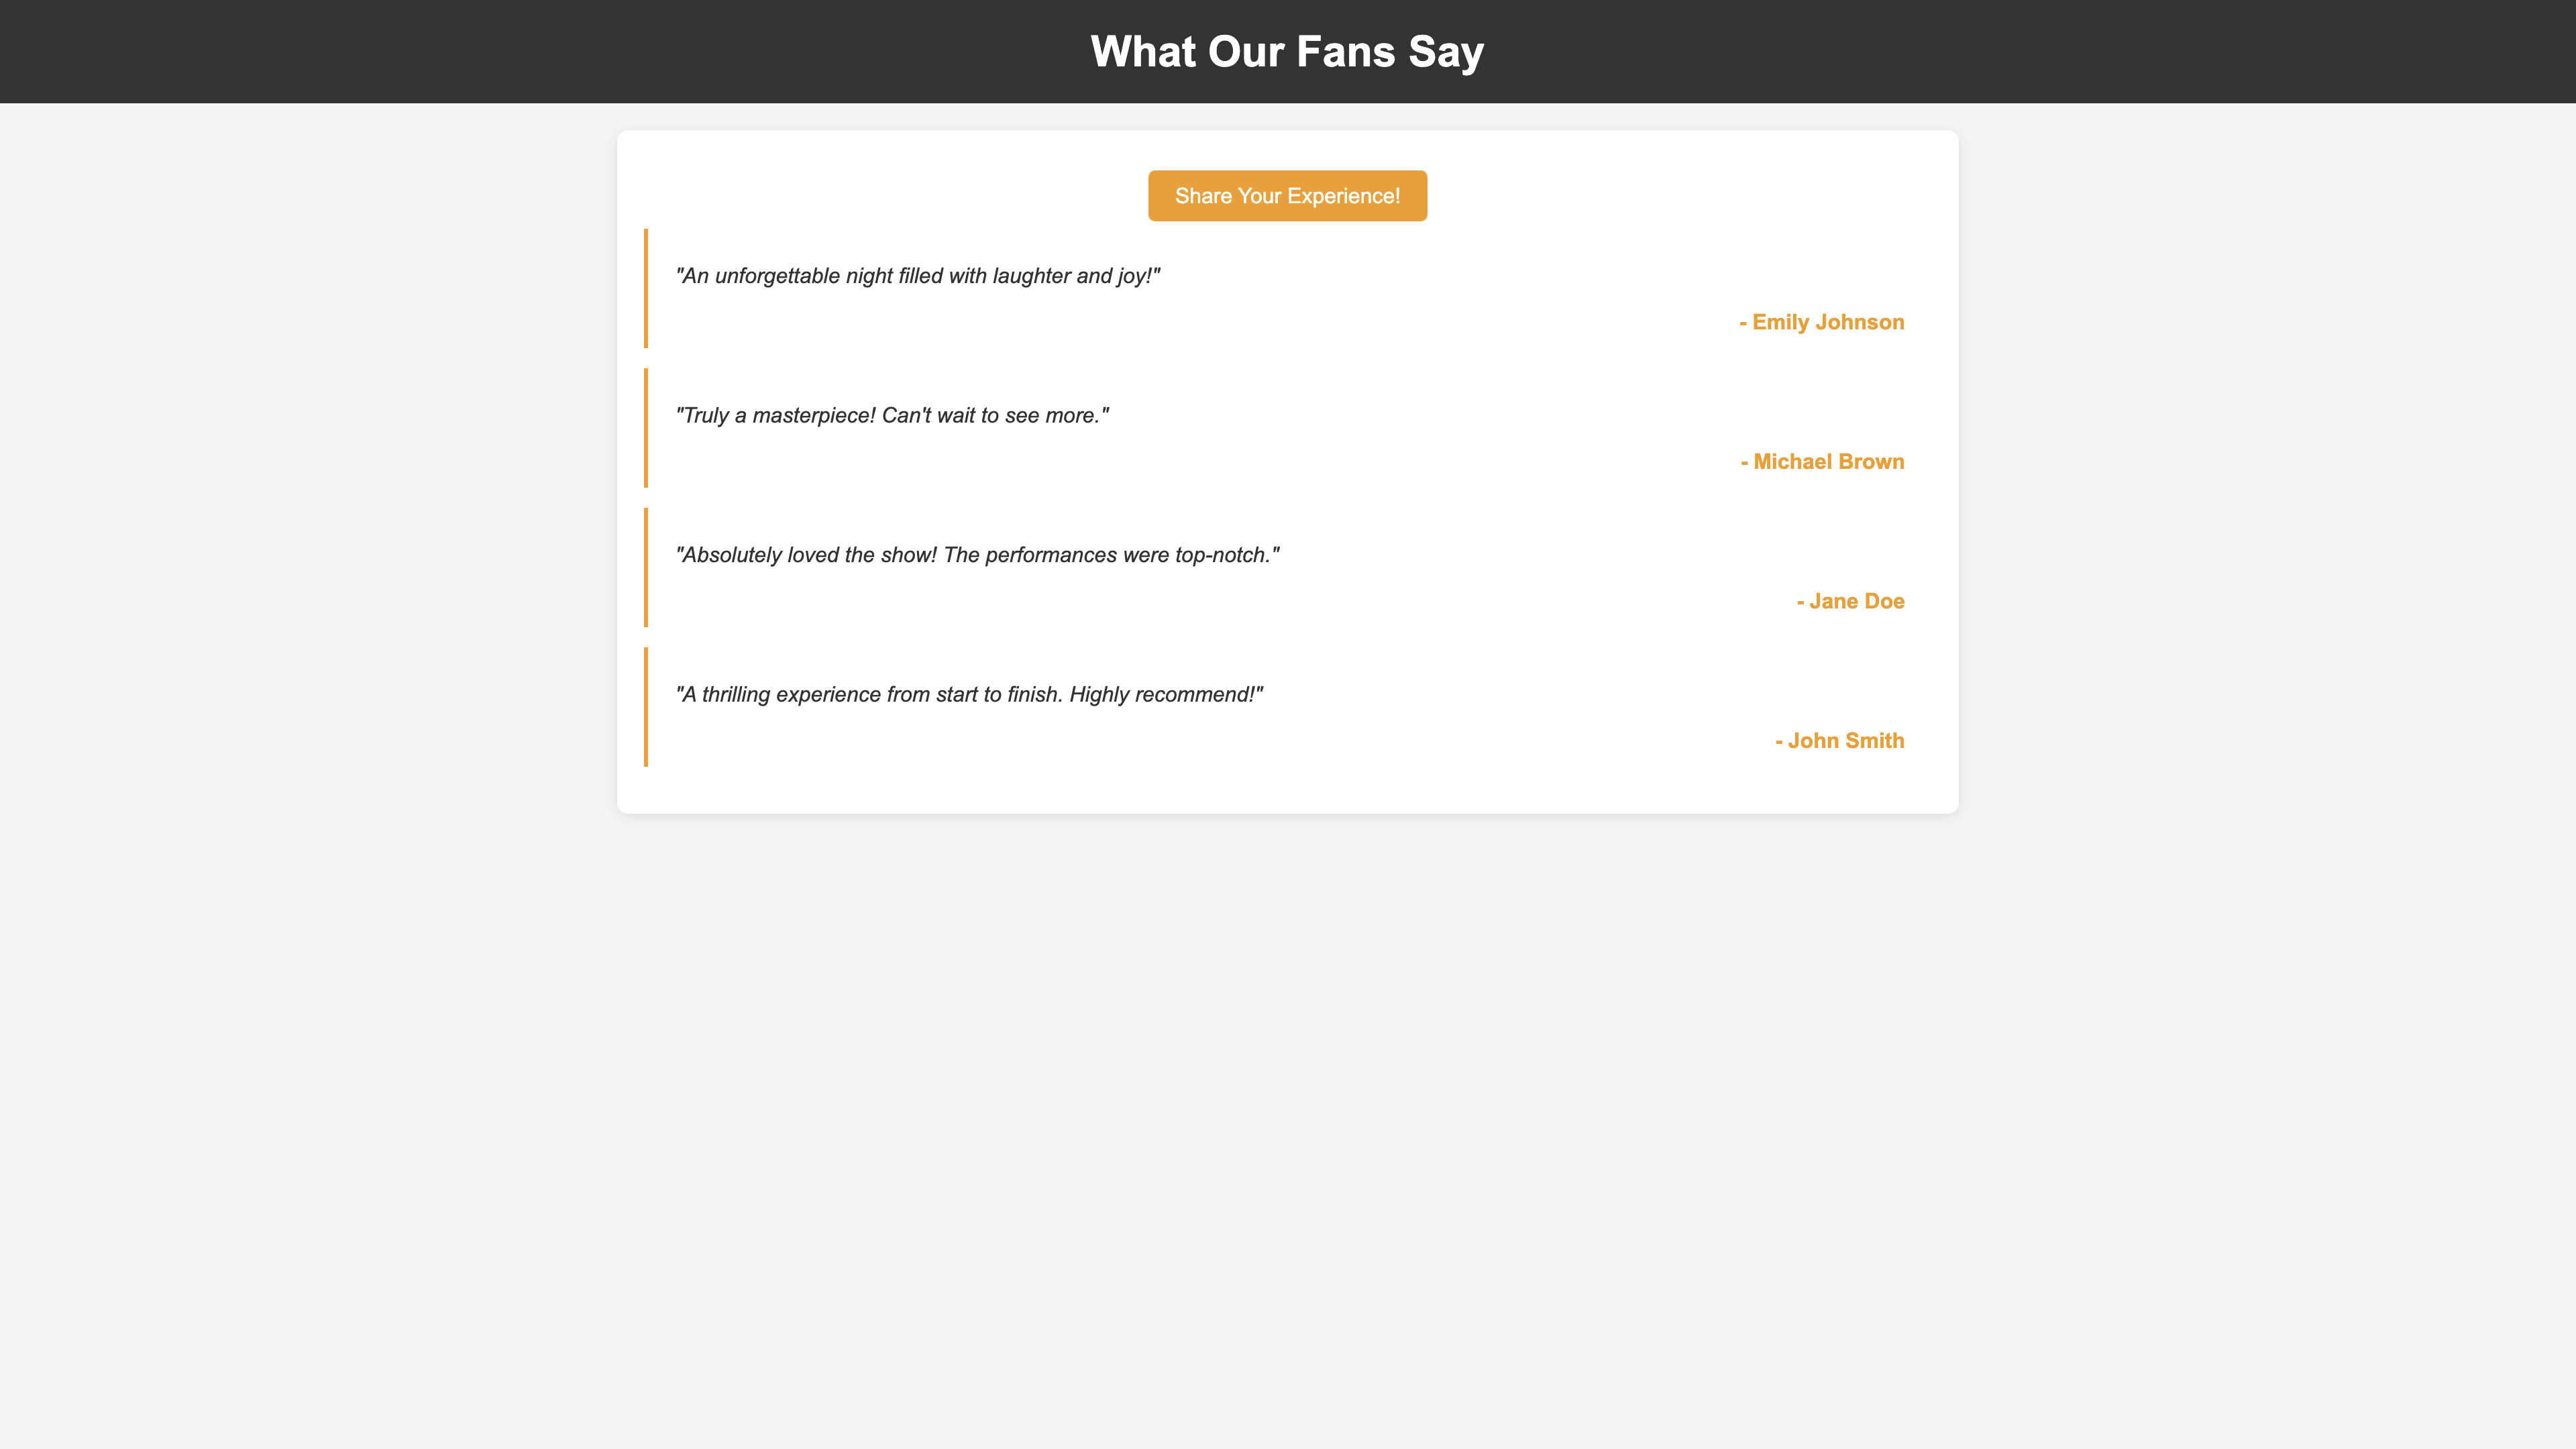 What Our Fans Say
Share Your Experience!
"An unforgettable night filled with laughter and joy!"
- Emily Johnson
"Truly a masterpiece! Can't wait to see more."
- Michael Brown
"Absolutely loved the show! The performances were top-notch."
- Jane Doe
"A thrilling experience from start to finish. Highly recommend!"
- John Smith